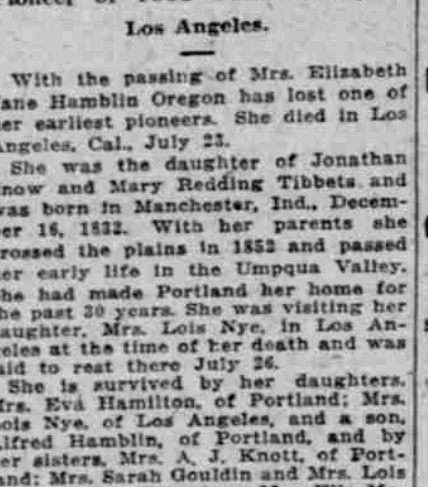 Los Angeles.
With the passing of Mrs. Elizabeth
ane Hamblin Oregon has lost one of
er earliest pioneers. She died in Los
ngeles, Cal., July 23.
She was the daughter of Jonathan
now and Mary Redding Tibbets and
was born in Manchester, Ind., Decem-
er 16, 1832. With her parents she
rossed the plains in 1852 and passed
er early life in the Umpqua Valley.
he had made Portland her home for
he past 30 years. She was visiting her
aughter, Mrs. Lois Nye, in Los An-
eles at the time of her death and was
aid to rest there July 26.
She is survived by her daughters,
rs. Eva Hamilton, of Portland; Mrs.
ois Nye, of Los Angeles, and a son,
lfred Hamblin, of Portland, and by
er sisters, Mrs. A. J. Knott, of Port-
and; Mrs. Sarah Gouldin and Mrs. Lois